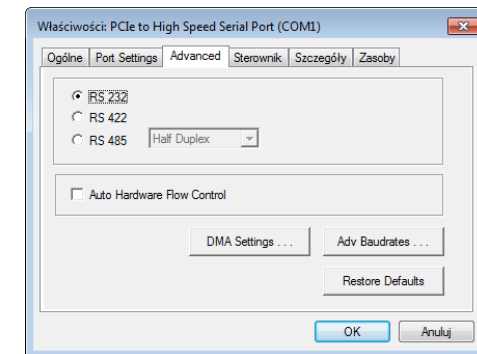 Właściwości: PCIe to High Speed Serial Port (COM1)
Ogólne Port Settings Advanced Sterownik Szczegóły Zasoby
RS 232
RS 422
RS 485 Half Duplex
Auto Hardware Flow Control
DMA Settings . . . Adv Baudrates . . .
Restore Defaults
OK Anuluj